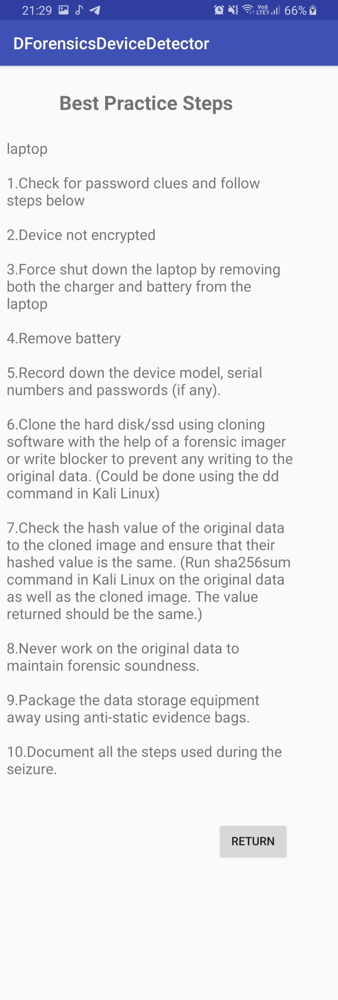 21:29 Vo)) LTE1 66%
DForensicsDeviceDetector
Best Practice Steps
laptop
1.Check for password clues and follow
steps below
2.Device not encrypted
3.Force shut down the laptop by removing
both the charger and battery from the
laptop
4.Remove battery
5.Record down the device model, serial
numbers and passwords (if any).
6.Clone the hard disk/ssd using cloning
software with the help of a forensic imager
or write blocker to prevent any writing to the
original data. (Could be done using the dd
command in Kali Linux)
7.Check the hash value of the original data
to the cloned image and ensure that their
hashed value is the same. (Run sha256sum
command in Kali Linux on the original data
as well as the cloned image. The value
returned should be the same.)
8.Never work on the original data to
maintain forensic soundness.
9.Package the data storage equipment
away using anti-static evidence bags.
10.Document all the steps used during the
seizure.
RETURN